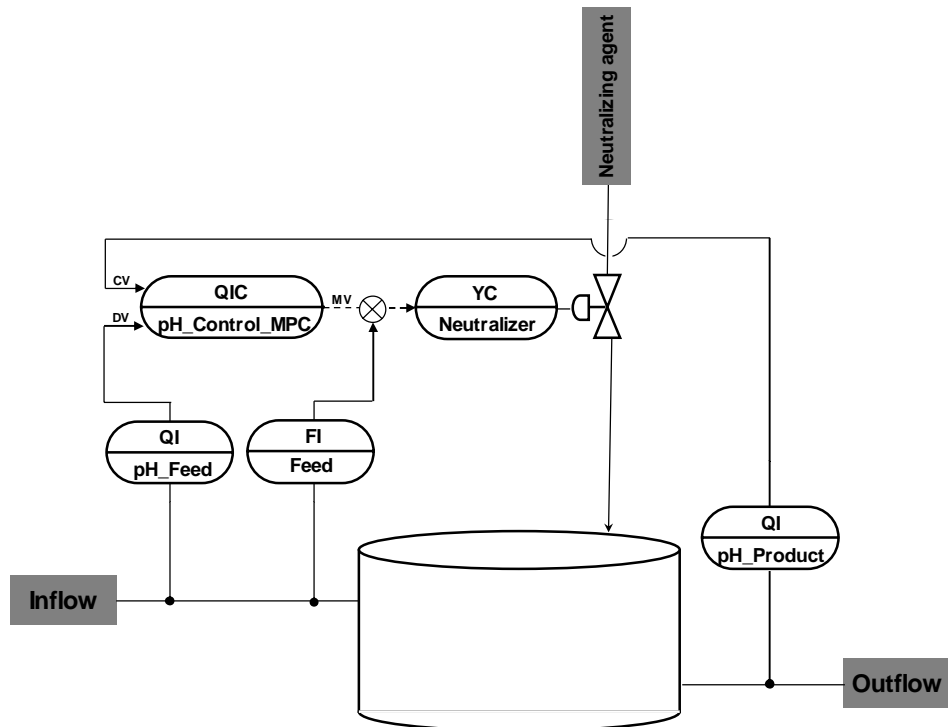 Neutralizing agent
CV
QIC
pH_Control_MPC
MV
YC
Neutralizer
DV
QI
pH_Feed
FI
Feed
QI
pH_Product
Inflow
Outflow